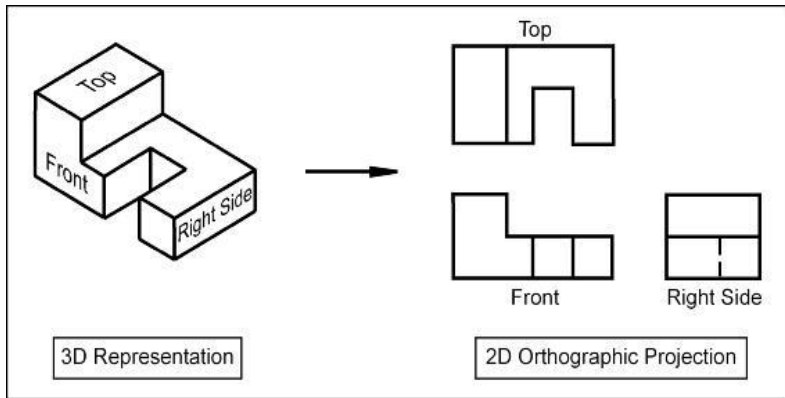 Top
Front
Right Side
3D Representation
Top
Front
Right Side
2D Orthographic Projection